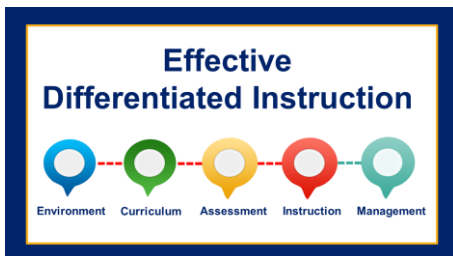 Effective
Differentiated Instruction
Environment Curriculum Assessment Instruction Management